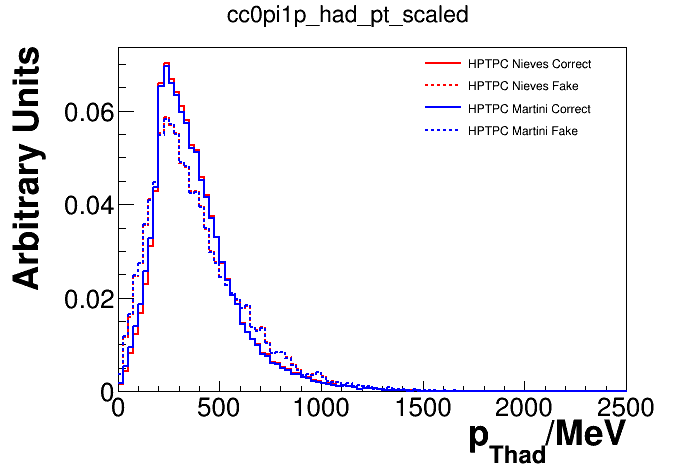 cc0pi1p_had_pt_scaled
Arbitrary Units
HPTPC Nieves Correct
HPTPC Nieves Fake
HPTPC Martini Correct
HPTPC Martini Fake
0.06
0.04
0.02
0
0 500 1000 1500 2000 2500
pThad/MeV